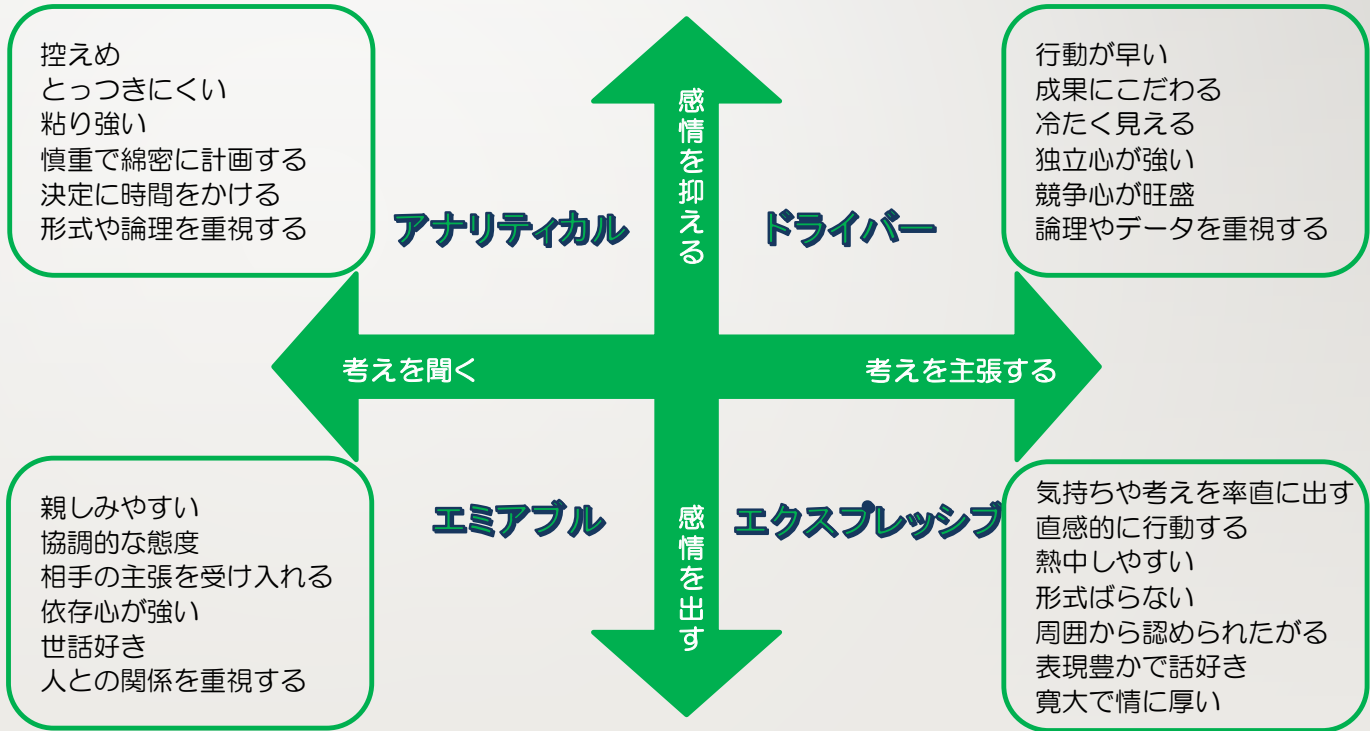 控えめ
とっつきにくい
粘り強い
慎重で綿密に計画する
決定に時間をかける
形式や論理を重視する
アナリティカル
感情を抑える
ドライバー
行動が早い
成果にこだわる
冷たく見える
独立心が強い
競争心が旺盛
論理やデータを重視する
考えを聞く
考えを主張する
親しみやすい
協調的な態度
相手の主張を受け入れる
依存心が強い
世話好き
人との関係を重視する
エミアブル
感情を出す
エクスプレッシブ
気持ちや考えを率直に出す
直感的に行動する
熱中しやすい
形式ばらない
周囲から認められたがる
表現豊かで話好き
寛大で情に厚い